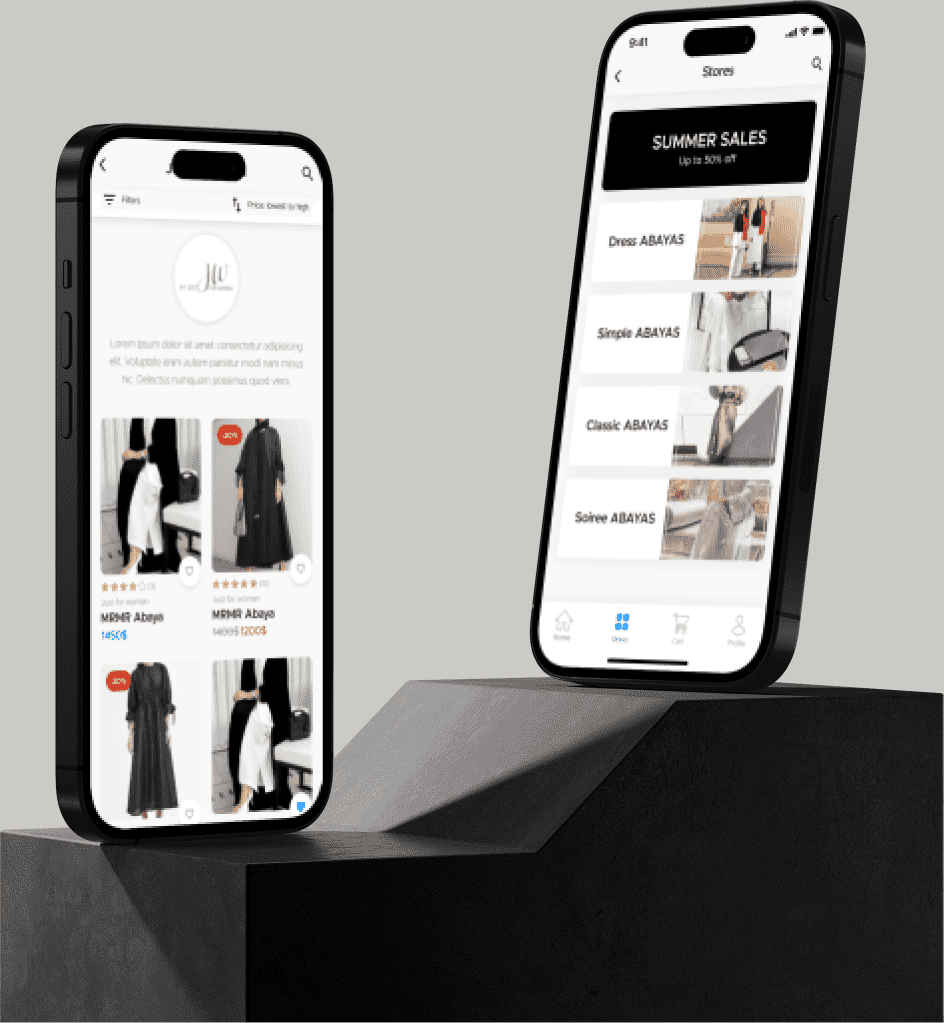 Filters
Price: lowest to high
JW
Lorem ipsum dolor sit amet consectetur adipisicing
elit. Voluptate enim autem pariatur modi nam minus
hic. Delectus numquam possimus quod vero.
-20%
(3)
(10)
Just for women
Just for women
MRMR Abaya
MRMR Abaya
1450$
1400$ 1200$
-20%
9:41
Stores
SUMMER SALES
Up to 50% off
Dress ABAYAS
Simple ABAYAS
Classic ABAYAS
Soiree ABAYAS
Home
Stores
Cart
Profile